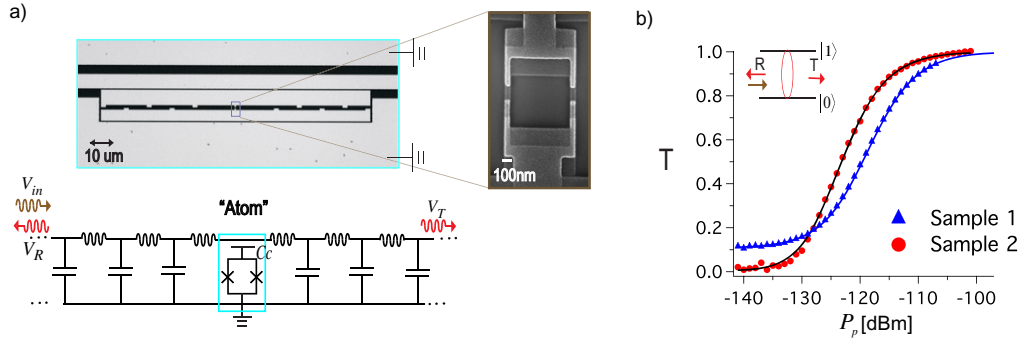 a)
10 um
100nm
V_in
V_R
"Atom"
Cc
V_T
b)
T
1.0
0.8
0.6
0.4
0.2
0.0
R
T
|1⟩
|0⟩
Sample 1
Sample 2
-140
-130
-120
-110
-100
P_p [dBm]